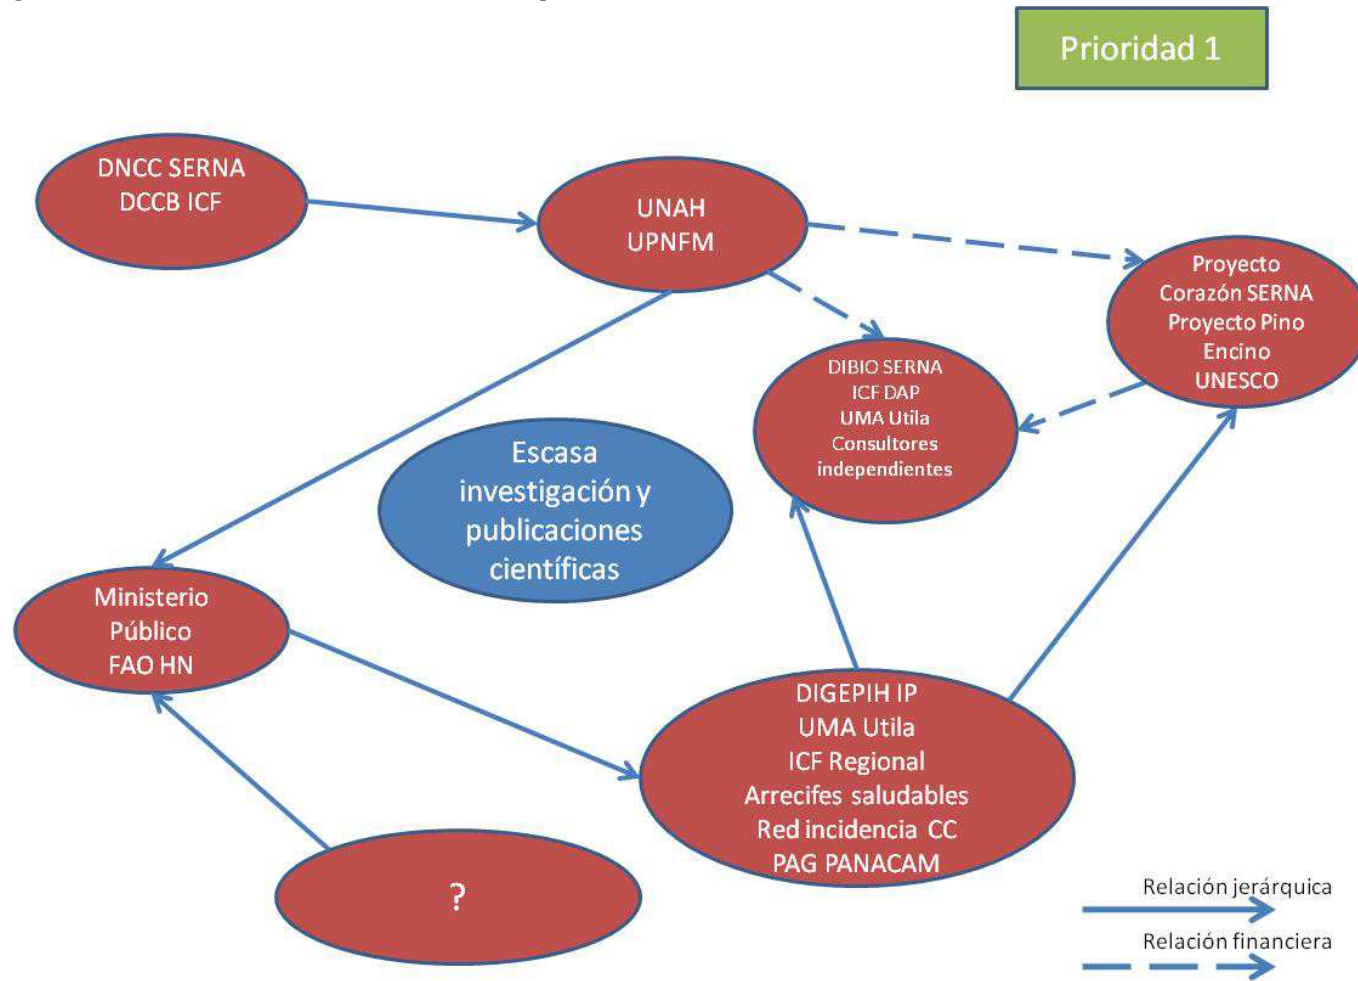 Prioridad 1
DNCC SERNA
DCCB ICF
UNAH
UPNFM
Proyecto
Corazón SERNA
Proyecto Pino
Encino
UNESCO
DIBIO SERNA
ICF DAP
UMA Utila
Consultores
independientes
Escasa
investigación y
publicaciones
científicas
Ministerio
Público
FAO HN
DIGEPIH IP
UMA Utila
ICF Regional
Arrecifes saludables
Red incidencia CC
PAG PANACAM
?
Relación jerárquica
Relación financiera